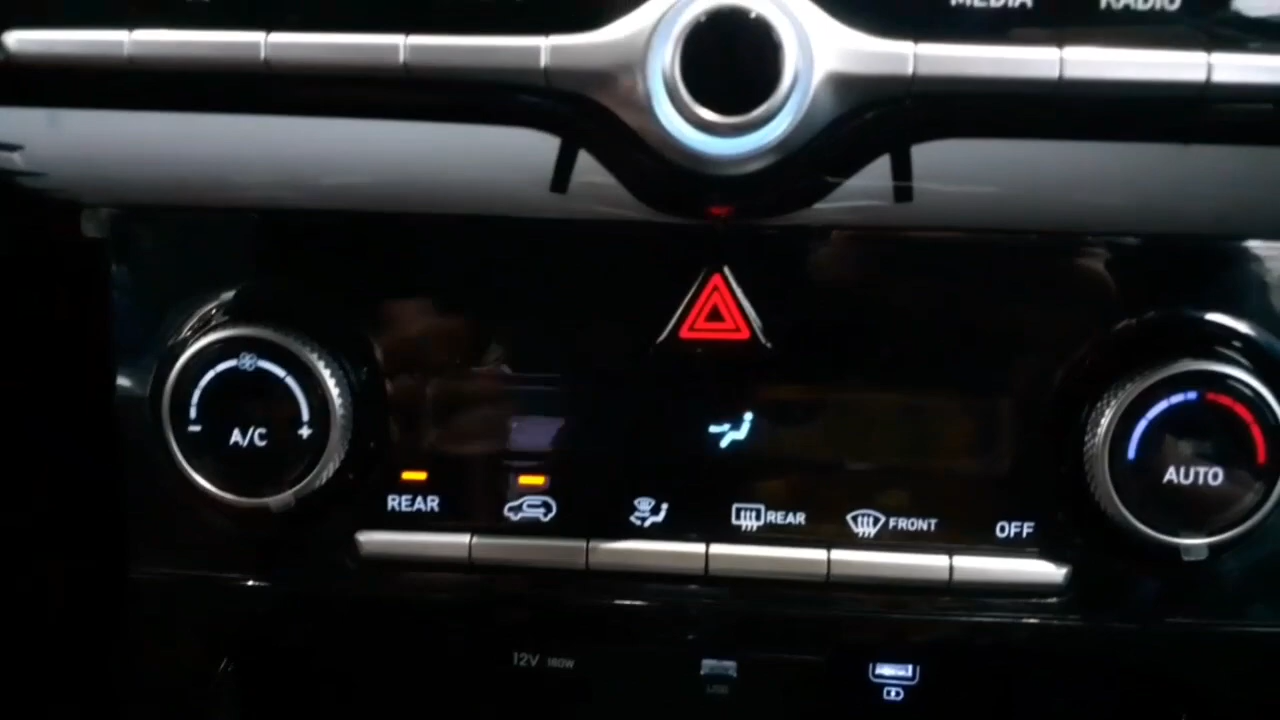 MEDIA RADIO
A/C
AUTO
REAR
REAR
FRONT
OFF
12V 180W